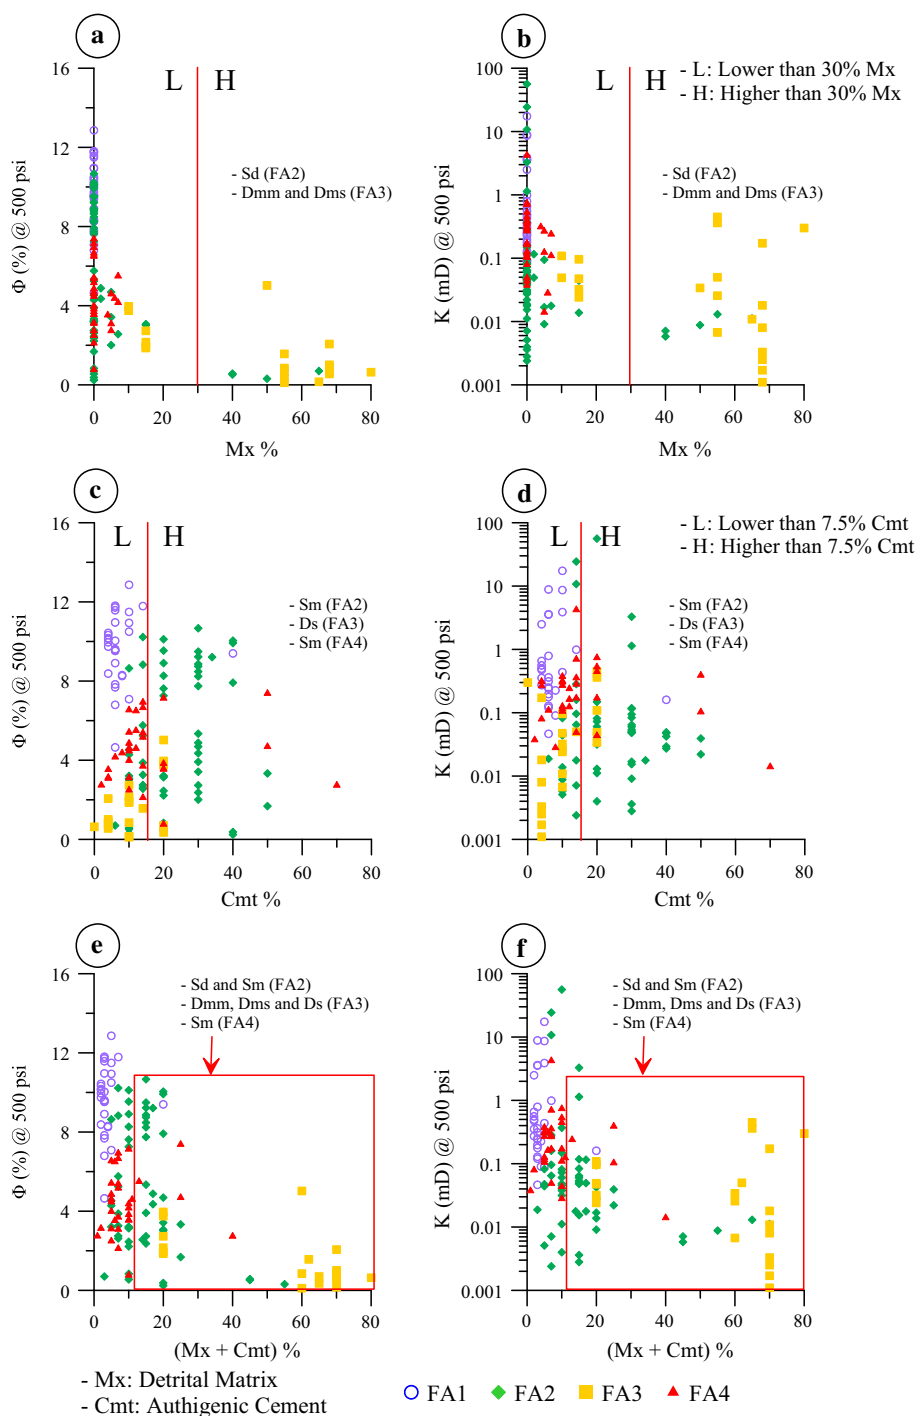 a
16
12
8
4
0
Φ (%) @ 500 psi
L H
- Sd (FA2)
- Dmm and Dms (FA3)
0 20 40 60 80
Mx %
b
100
10
1
0.1
0.01
0.001
K (mD) @ 500 psi
L H
- L: Lower than 30% Mx
- H: Higher than 30% Mx
- Sd (FA2)
- Dmm and Dms (FA3)
0 20 40 60 80
Mx %
c
16
12
8
4
0
Φ (%) @ 500 psi
L H
- Sm (FA2)
- Ds (FA3)
- Sm (FA4)
0 20 40 60 80
Cmt %
d
100
10
1
0.1
0.01
0.001
K (mD) @ 500 psi
L H
- L: Lower than 7.5% Cmt
- H: Higher than 7.5% Cmt
- Sm (FA2)
- Ds (FA3)
- Sm (FA4)
0 20 40 60 80
Cmt %
e
16
12
8
4
0
Φ (%) @ 500 psi
- Sd and Sm (FA2)
- Dmm, Dms and Ds (FA3)
- Sm (FA4)
0 20 40 60 80
(Mx + Cmt) %
f
100
10
1
0.1
0.01
0.001
K (mD) @ 500 psi
- Sd and Sm (FA2)
- Dmm, Dms and Ds (FA3)
- Sm (FA4)
0 20 40 60 80
(Mx + Cmt) %
- Mx: Detrital Matrix
- Cmt: Authigenic Cement
FA1 FA2 FA3 FA4